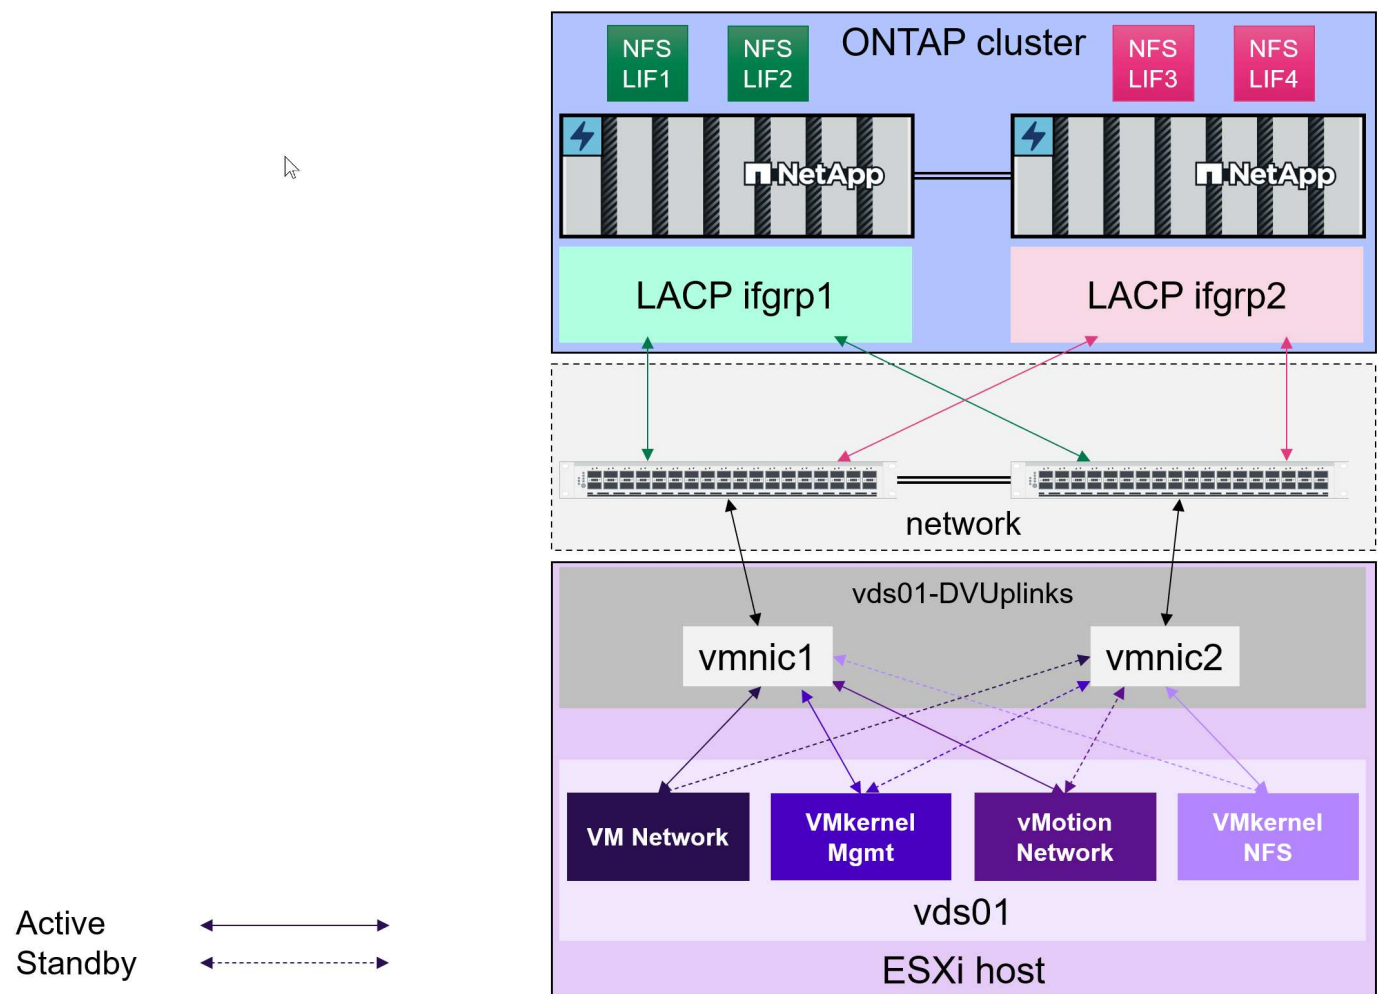 ONTAP cluster
NFS
LIF1
NFS
LIF2
NFS
LIF3
NFS
LIF4
NetApp
NetApp
LACP ifgrp1
LACP ifgrp2
network
vds01-DVUplinks
vmnic1
vmnic2
VM Network
VMkernel
Mgmt
vMotion
Network
VMkernel
NFS
vds01
ESXi host
Active
Standby